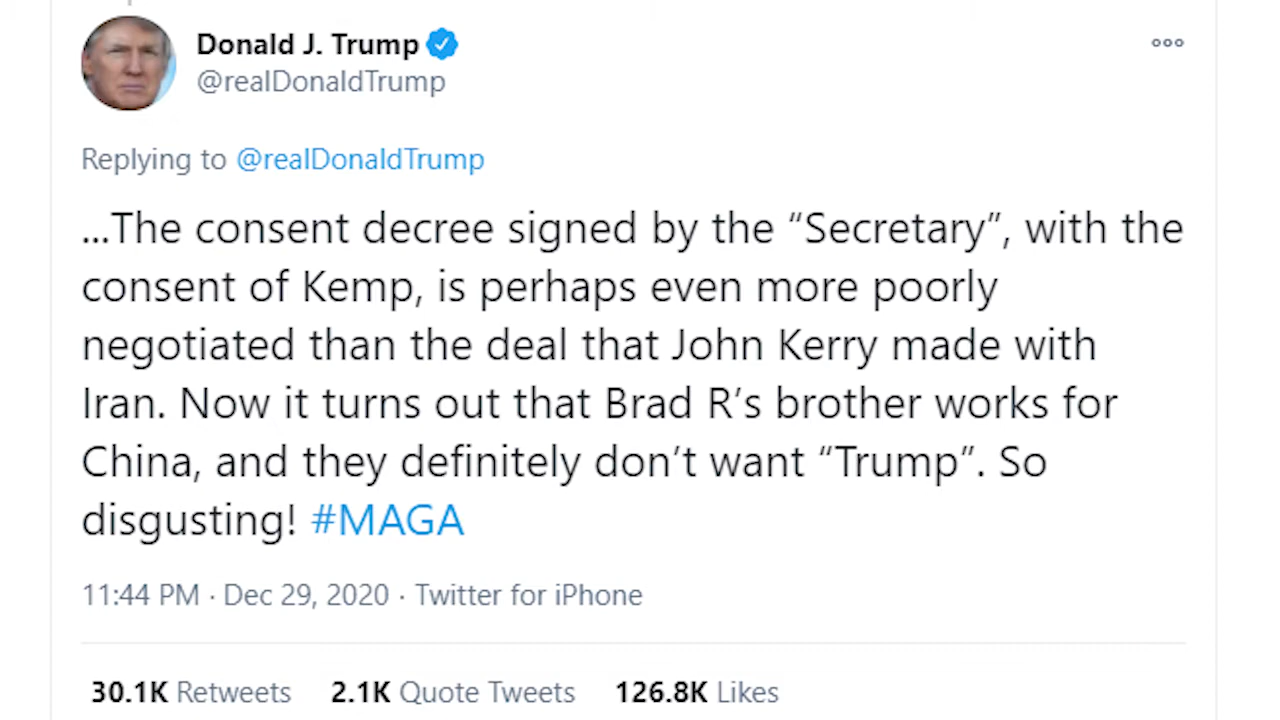 Donald J. Trump
@realDonaldTrump
Replying to @realDonaldTrump
...The consent decree signed by the “Secretary”, with the
consent of Kemp, is perhaps even more poorly
negotiated than the deal that John Kerry made with
Iran. Now it turns out that Brad R’s brother works for
China, and they definitely don’t want “Trump”. So
disgusting! #MAGA
11:44 PM · Dec 29, 2020 · Twitter for iPhone
30.1K Retweets 2.1K Quote Tweets 126.8K Likes